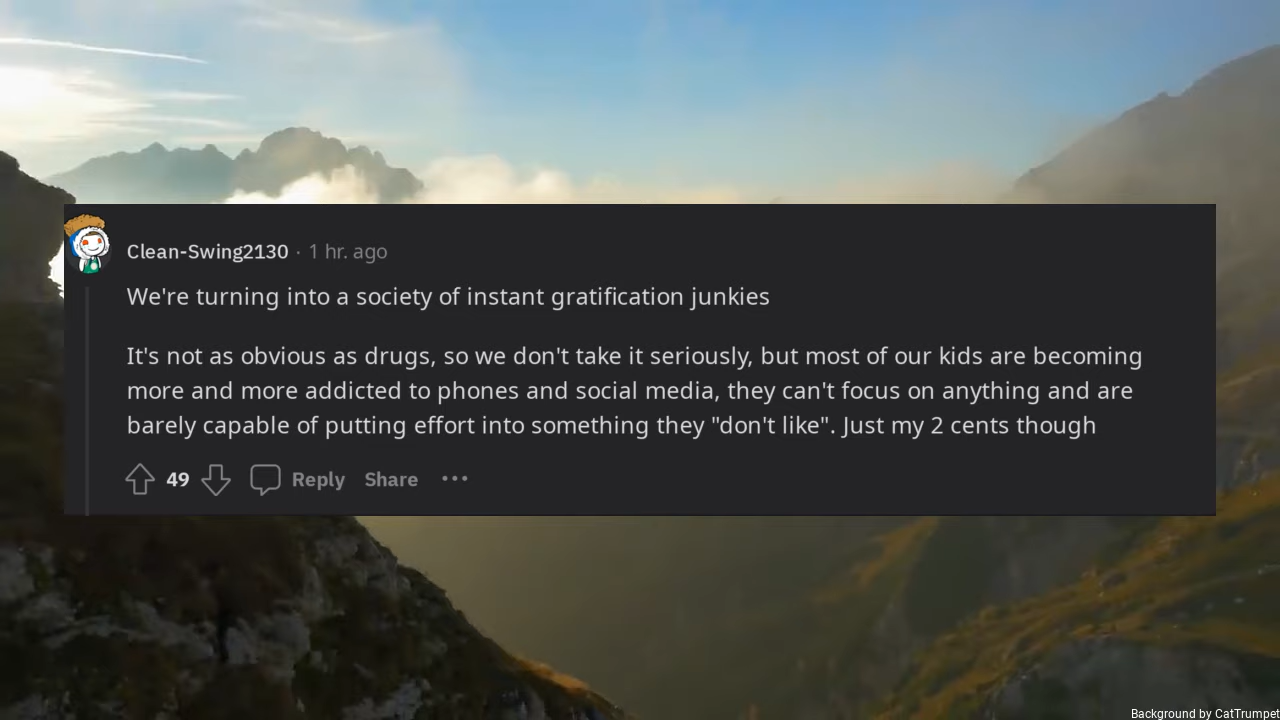 Clean-Swing2130 · 1 hr. ago
We're turning into a society of instant gratification junkies
It's not as obvious as drugs, so we don't take it seriously, but most of our kids are becoming
more and more addicted to phones and social media, they can't focus on anything and are
barely capable of putting effort into something they "don't like". Just my 2 cents though
49 Reply Share ···
Background by CatTrumpet